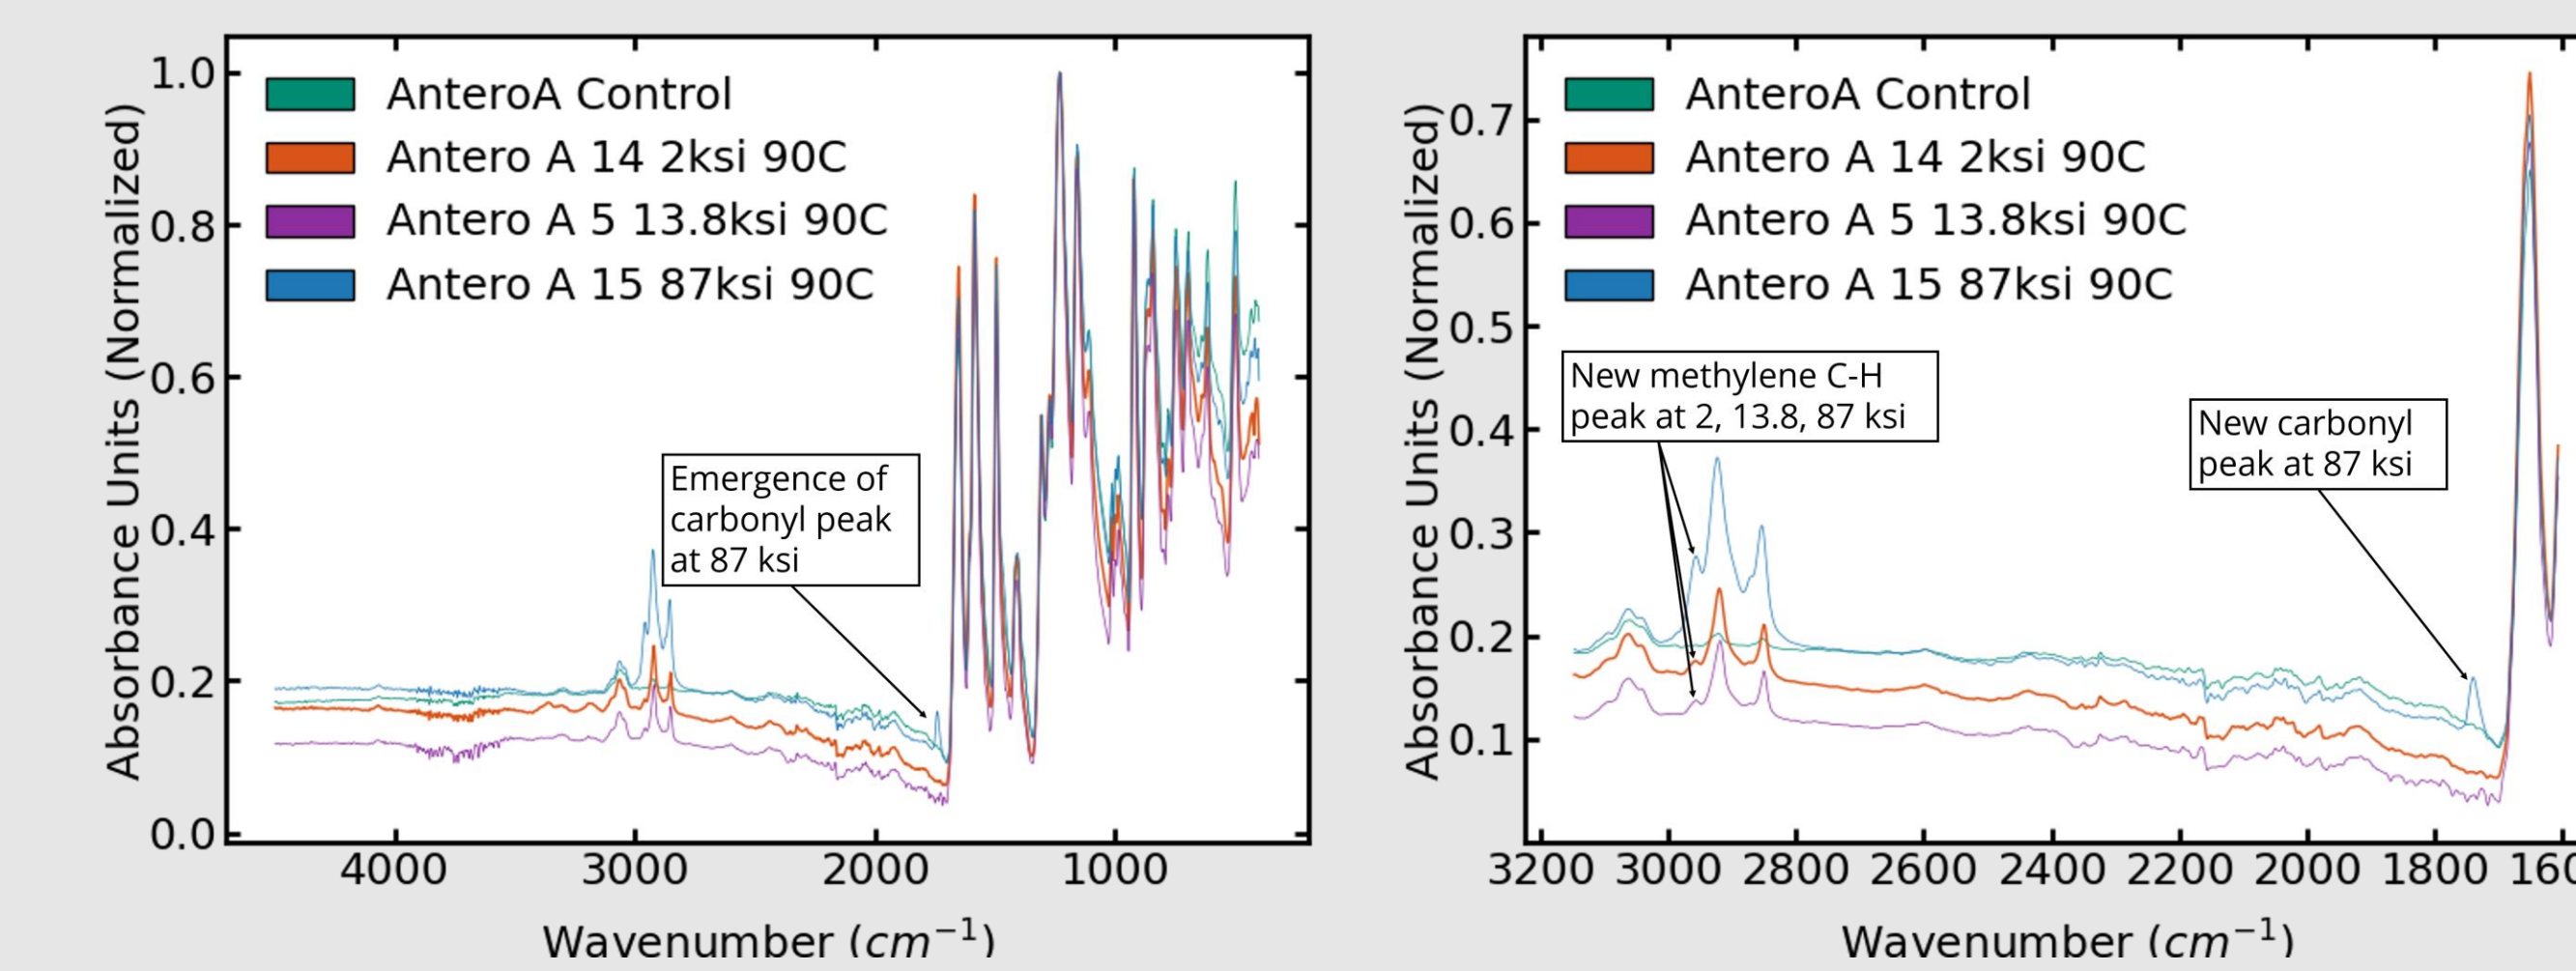 1.0
0.8
0.6
0.4
0.2
0.0
Absorbance Units (Normalized)
AnteroA Control
Antero A 14 2ksi 90C
Antero A 5 13.8ksi 90C
Antero A 15 87ksi 90C
Emergence of
carbonyl peak
at 87 ksi
4000 3000 2000 1000
Wavenumber (cm⁻¹)
0.7
0.6
0.5
0.4
0.3
0.2
0.1
Absorbance Units (Normalized)
AnteroA Control
Antero A 14 2ksi 90C
Antero A 5 13.8ksi 90C
Antero A 15 87ksi 90C
New methylene C-H
peak at 2, 13.8, 87 ksi
New carbonyl
peak at 87 ksi
3200 3000 2800 2600 2400 2200 2000 1800
Wavenumber (cm⁻¹)